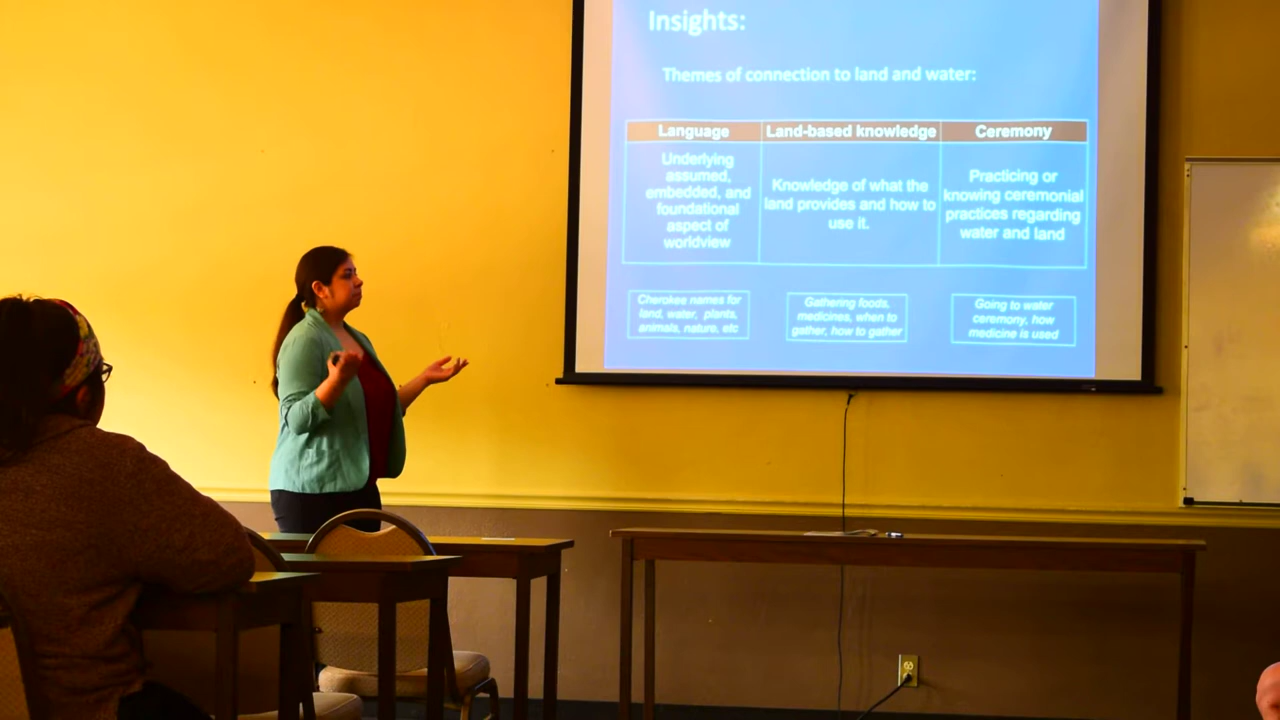 Insights:
Themes of connection to land and water:
Language
Land-based knowledge
Ceremony
Underlying
assumed,
embedded, and
foundational
aspect of
worldview
Knowledge of what the
land provides and how to
use it.
Practicing or
knowing ceremonial
practices regarding
water and land
Cherokee names for
land, water, plants,
animals, nature, etc
Gathering foods,
medicines, when to
gather, how to gather
Going to water
ceremony, how
medicine is used